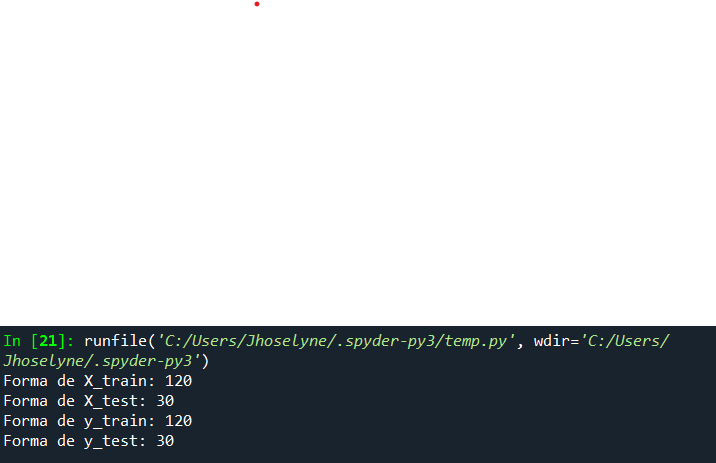 In [21]: runfile('C:/Users/Jhoselyne/.spyder-py3/temp.py', wdir='C:/Users/
Jhoselyne/.spyder-py3')
Forma de X_train: 120
Forma de X_test: 30
Forma de y_train: 120
Forma de y_test: 30